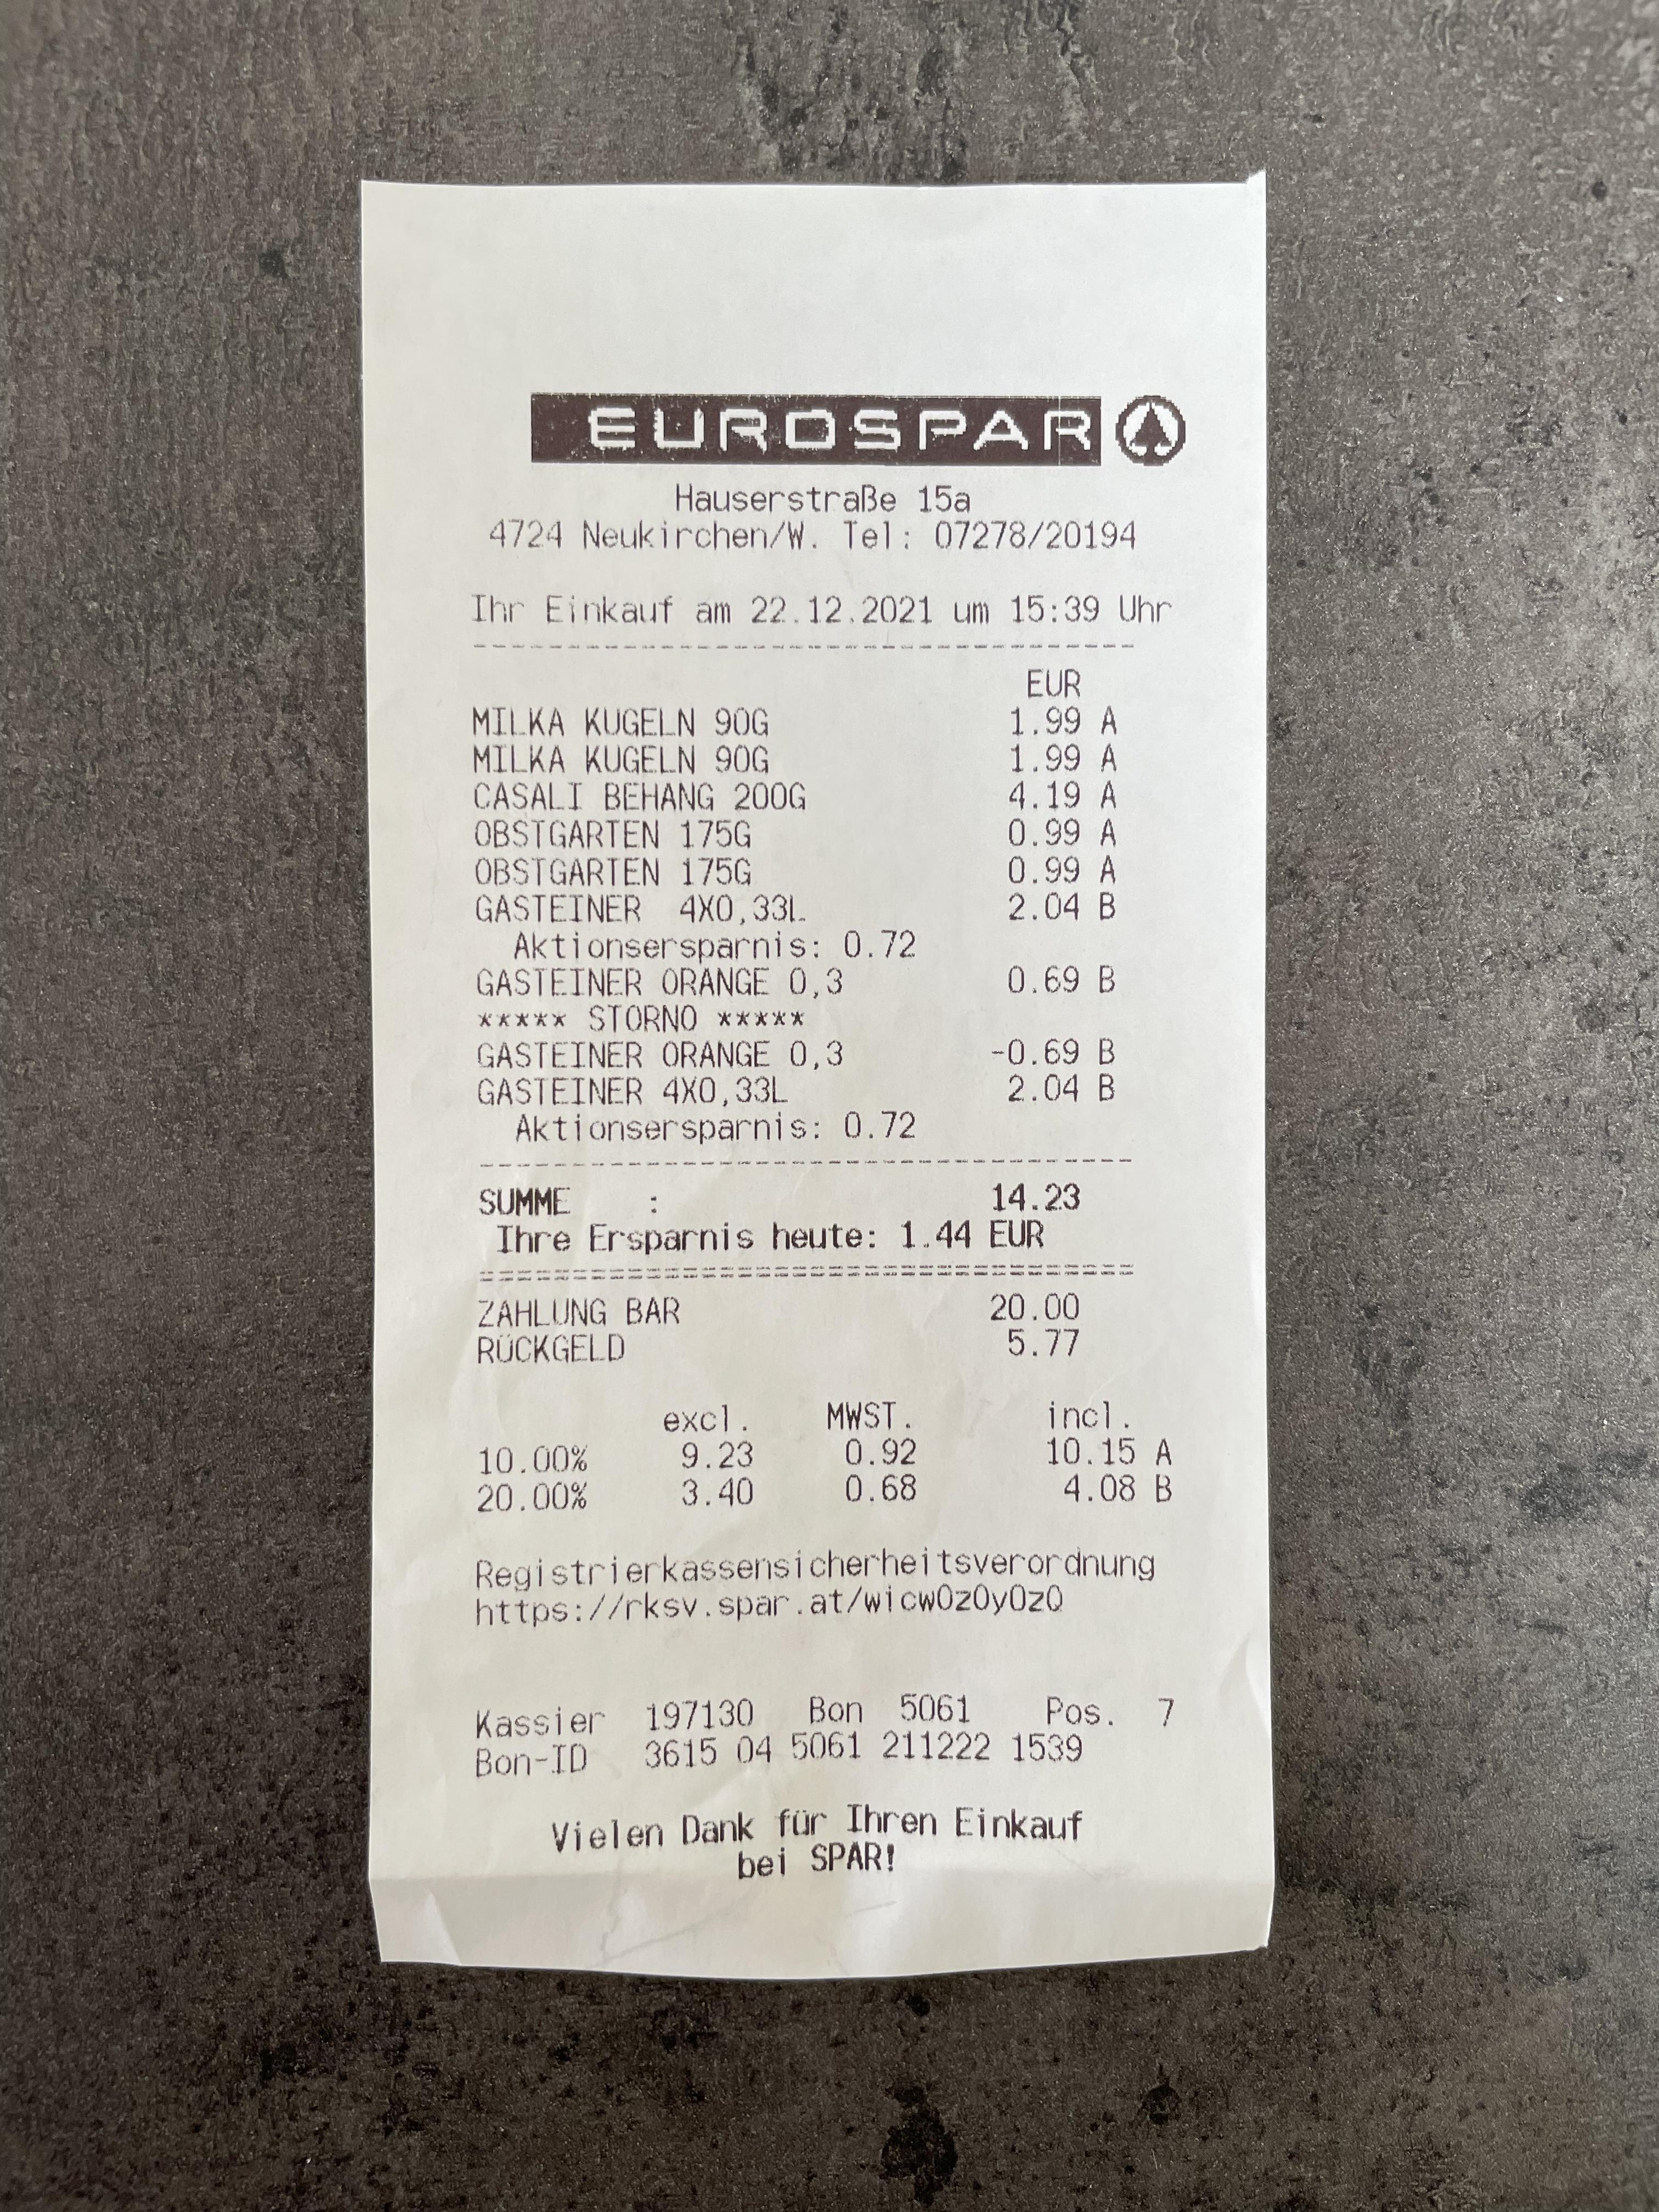 EUROSPAR
Hauserstraße 15a
4724 Neukirchen/W. Tel: 07278/20194
Ihr Einkauf am 22.12.2021 um 15:39 Uhr
EUR
MILKA KUGELN 90G 1.99 A
MILKA KUGELN 90G 1.99 A
CASALI BEHANG 200G 4.19 A
OBSTGARTEN 175G 0.99 A
OBSTGARTEN 175G 0.99 A
GASTEINER 4X0,33L 2.04 B
Aktionsersparnis: 0.72
GASTEINER ORANGE 0,3 0.69 B
***** STORNO *****
GASTEINER ORANGE 0,3 -0.69 B
GASTEINER 4X0,33L 2.04 B
Aktionsersparnis: 0.72
SUMME : 14.23
Ihre Ersparnis heute: 1.44 EUR
ZAHLUNG BAR 20.00
RÜCKGELD 5.77
excl. MWST. incl.
10.00% 9.23 0.92 10.15 A
20.00% 3.40 0.68 4.08 B
Registrierkassensicherheitsverordnung
https://rksv.spar.at/wicw0z0y0z0
Kassier 197130 Bon 5061 Pos. 7
Bon-ID 3615 04 5061 211222 1539
Vielen Dank für Ihren Einkauf
bei SPAR!